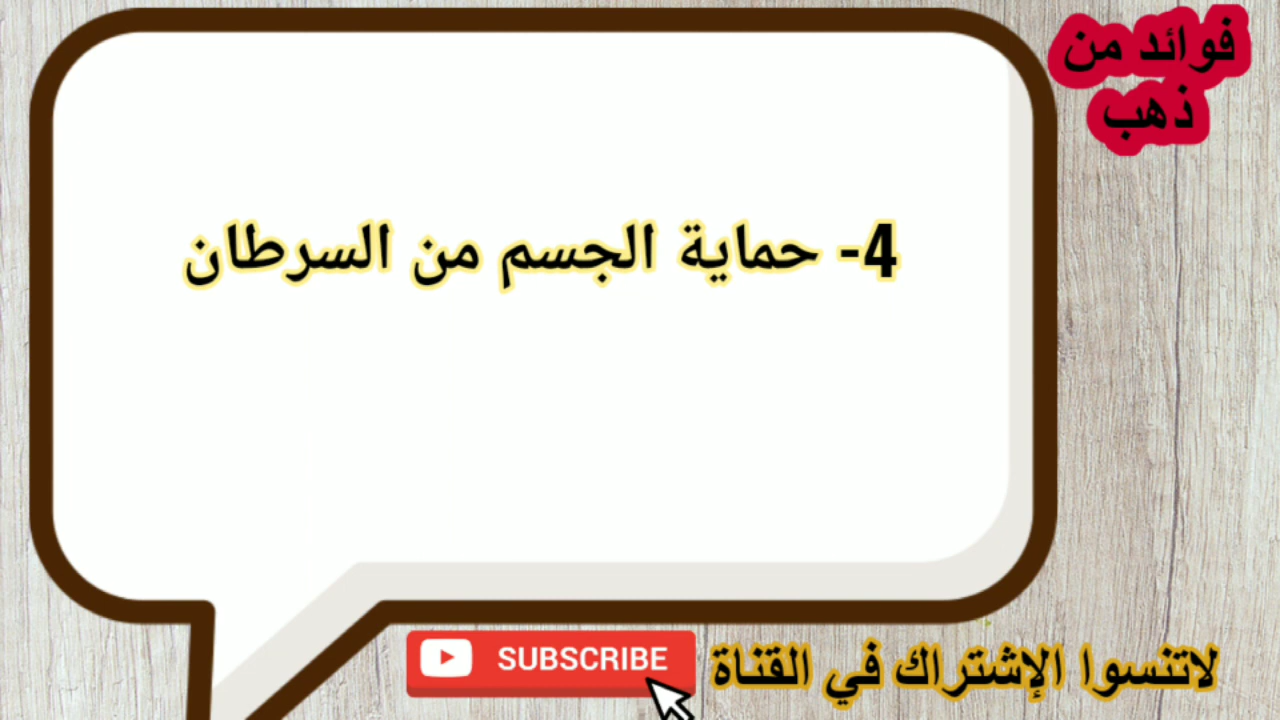 فوائد من
ذهب
4- حماية الجسم من السرطان
SUBSCRIBE
لاتنسوا الإشتراك في القناة